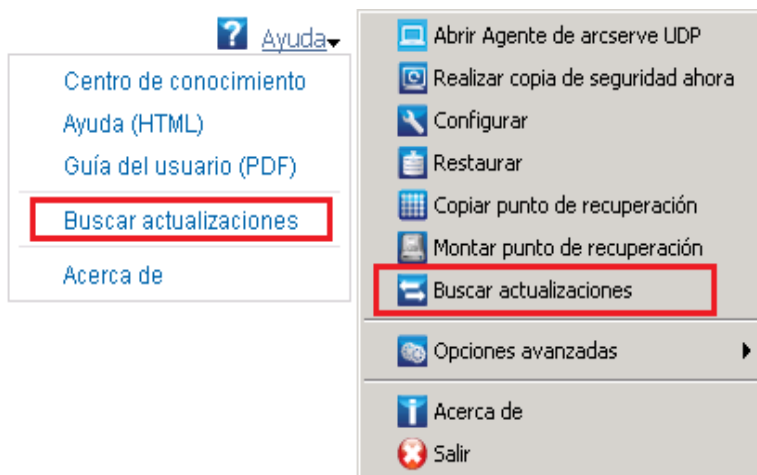 ? Ayuda
Centro de conocimiento
Ayuda (HTML)
Guía del usuario (PDF)
Buscar actualizaciones
Acerca de
Abrir Agente de arcserve UDP
Realizar copia de seguridad ahora
Configurar
Restaurar
Copiar punto de recuperación
Montar punto de recuperación
Buscar actualizaciones
Opciones avanzadas
Acerca de
Salir